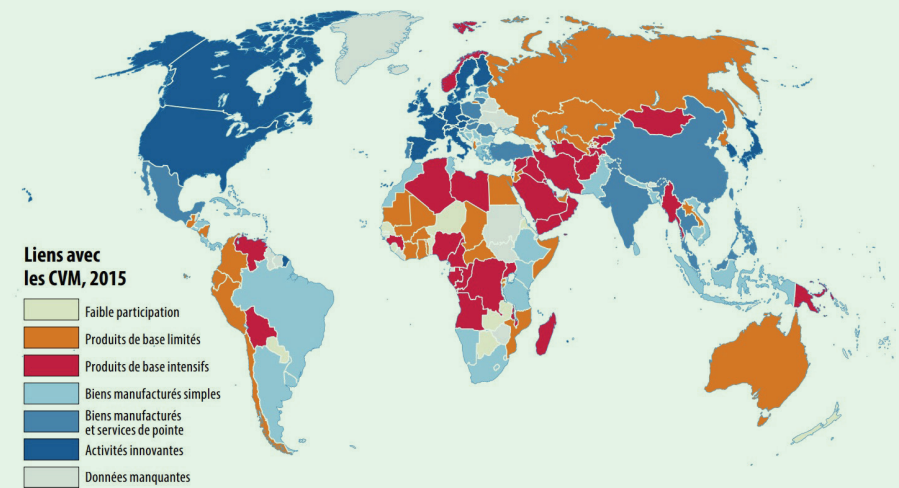 Liens avec
les CVM, 2015
Faible participation
Produits de base limités
Produits de base intensifs
Biens manufacturés simples
Biens manufacturés
et services de pointe
Activités innovantes
Données manquantes